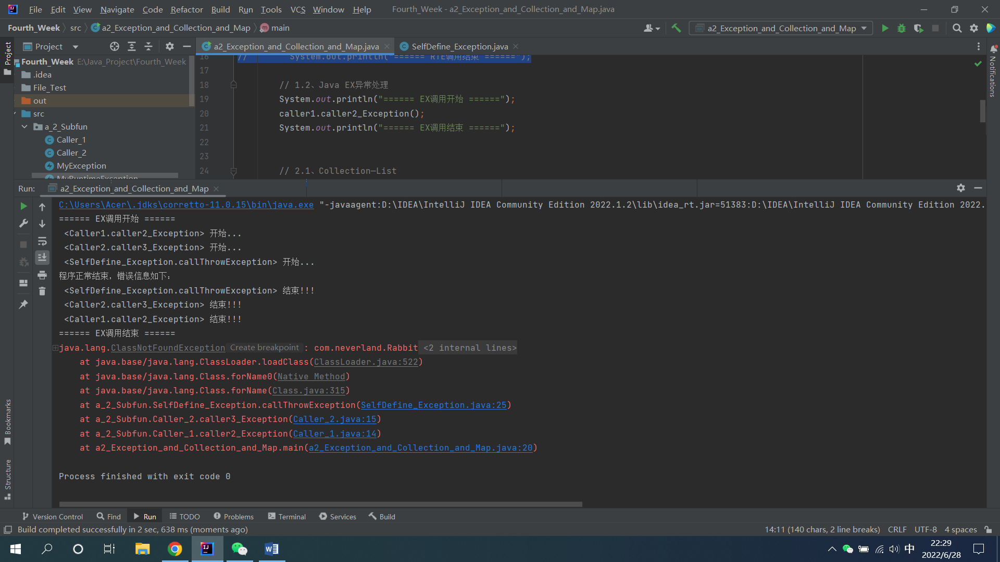 File Edit View Navigate Code Refactor Build Run Tools VCS Window Help Fourth_Week - a2_Exception_and_Collection_and_Map.java
Fourth_Week src a2_Exception_and_Collection_and_Map main a2_Exception_and_Collection_and_Map
Project
a2_Exception_and_Collection_and_Map.java SelfDefine_Exception.java
Project
Notifications
Fourth_Week E:\Java_Project\Fourth_Week
.idea
File_Test
out
src
a_2_Subfun
Caller_1
Caller_2
MyException
MyRuntimeException
16 // System.out.println("====== RTE调用结束 ======");
17
18 // 1.2、Java EX异常处理
19 System.out.println("====== EX调用开始 ======");
20 caller1.caller2_Exception();
21 System.out.println("====== EX调用结束 ======");
22
23
24 // 2.1、Collection—List
Run: a2_Exception_and_Collection_and_Map
C:\Users\Acer\.jdks\corretto-11.0.15\bin\java.exe "-javaagent:D:\IDEA\IntelliJ IDEA Community Edition 2022.1.2\lib\idea_rt.jar=51383:D:\IDEA\IntelliJ IDEA Community Edition 2022.
====== EX调用开始 ======
<Caller1.caller2_Exception> 开始...
<Caller2.caller3_Exception> 开始...
<SelfDefine_Exception.callThrowException> 开始...
程序正常结束，错误信息如下：
<SelfDefine_Exception.callThrowException> 结束!!!
<Caller2.caller3_Exception> 结束!!!
<Caller1.caller2_Exception> 结束!!!
====== EX调用结束 ======
java.lang.ClassNotFoundException Create breakpoint : com.neverland.Rabbit <2 internal lines>
at java.base/java.lang.ClassLoader.loadClass(ClassLoader.java:522)
at java.base/java.lang.Class.forName0(Native Method)
at java.base/java.lang.Class.forName(Class.java:315)
at a_2_Subfun.SelfDefine_Exception.callThrowException(SelfDefine_Exception.java:25)
at a_2_Subfun.Caller_2.caller3_Exception(Caller_2.java:15)
at a_2_Subfun.Caller_1.caller2_Exception(Caller_1.java:14)
at a2_Exception_and_Collection_and_Map.main(a2_Exception_and_Collection_and_Map.java:20)
Process finished with exit code 0
Bookmarks
Structure
Version Control Find Run TODO Problems Terminal Services Build
Build completed successfully in 2 sec, 638 ms (moments ago) 14:11 (140 chars, 2 line breaks) CRLF UTF-8 4 spaces
中 22:29
2022/6/28